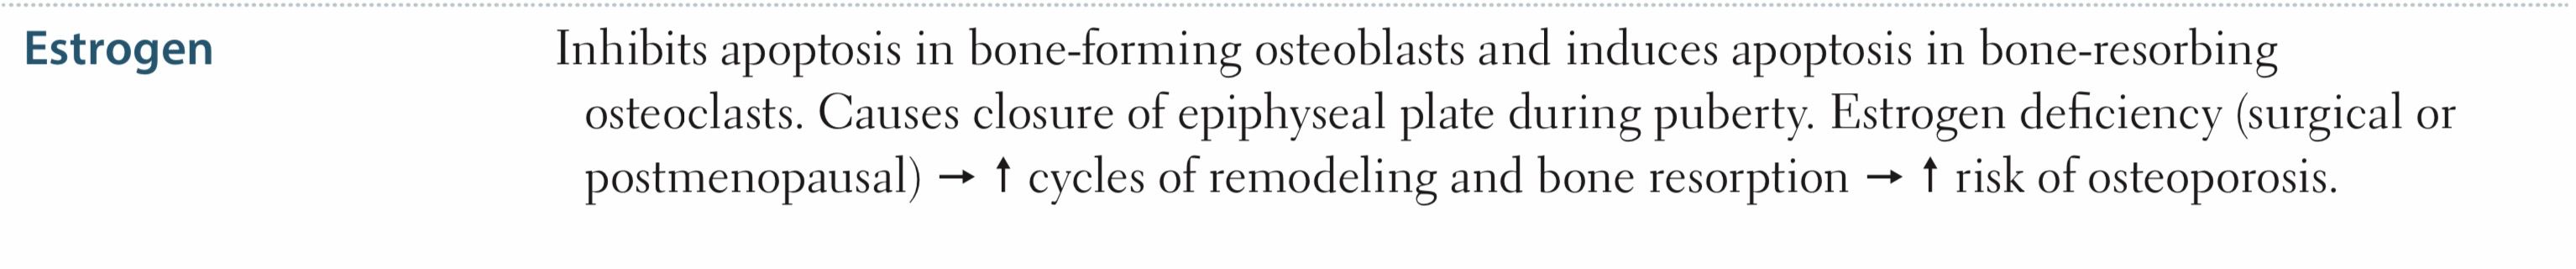 Estrogen
Inhibits apoptosis in bone-forming osteoblasts and induces apoptosis in bone-resorbing
osteoclasts. Causes closure of epiphyseal plate during puberty. Estrogen deficiency (surgical or
postmenopausal) → ↑ cycles of remodeling and bone resorption → ↑ risk of osteoporosis.